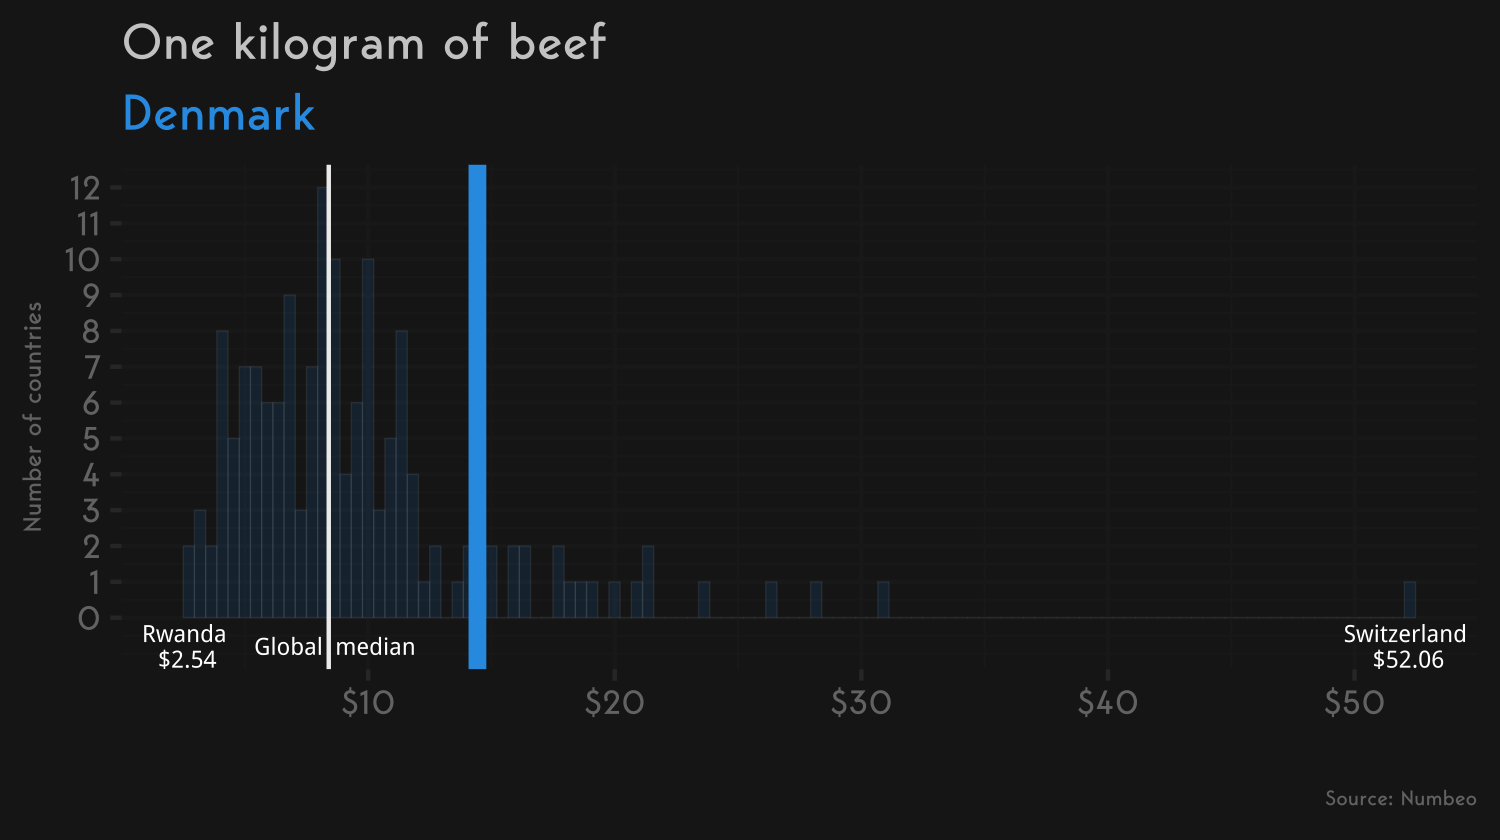 One kilogram of beef
Denmark
Number of countries
12
11
10
9
8
7
6
5
4
3
2
1
0
Rwanda
$2.54
Global median
Switzerland
$52.06
$10 $20 $30 $40 $50
Source: Numbeo